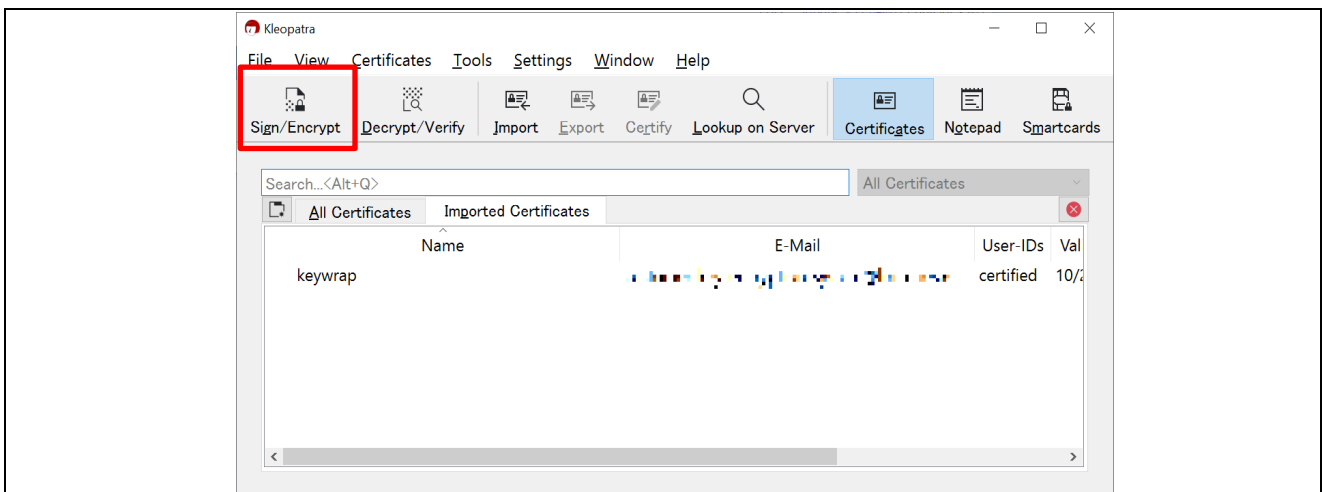 Kleopatra
File View Certificates Tools Settings Window Help
Sign/Encrypt Decrypt/Verify Import Export Certify Lookup on Server Certificates Notepad Smartcards
Search...<Alt+Q> All Certificates
All Certificates Imported Certificates
Name E-Mail User-IDs Val
keywrap certified 10/2